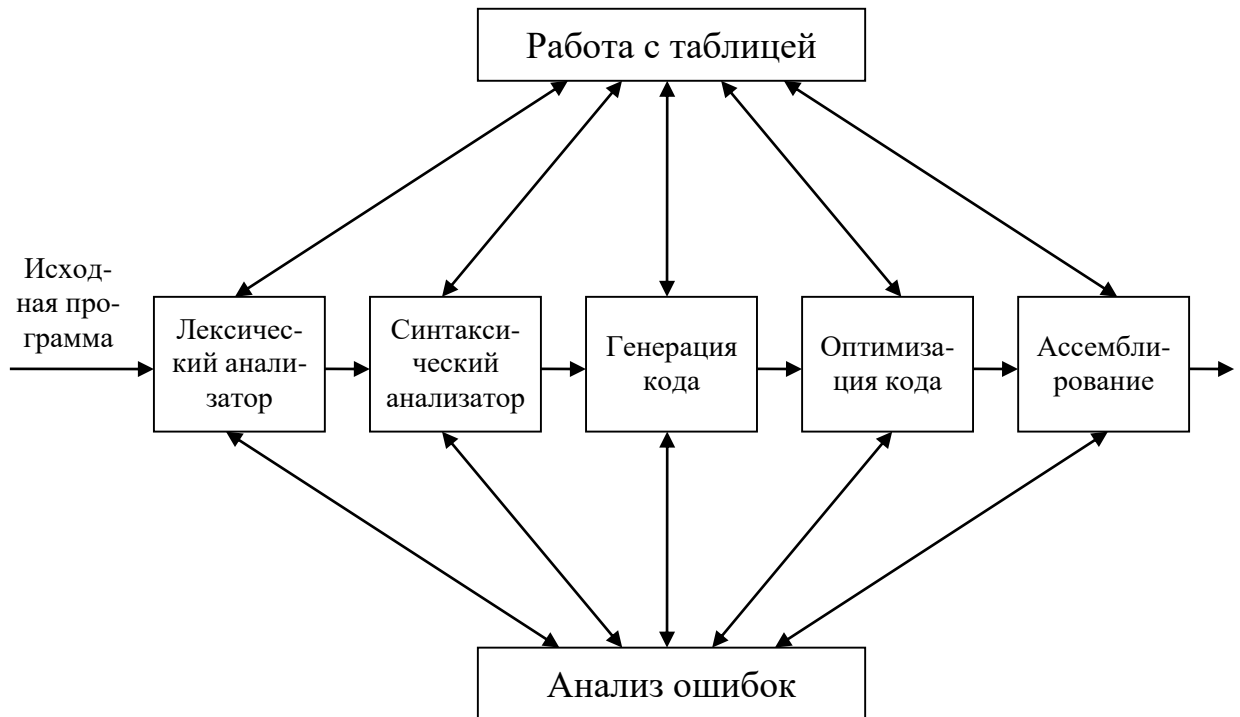 Работа с таблицей
Исход-
ная про-
грамма
Лексичес-
кий анали-
затор
Синтакси-
ческий
анализатор
Генерация
кода
Оптимиза-
ция кода
Ассембли-
рование
Анализ ошибок